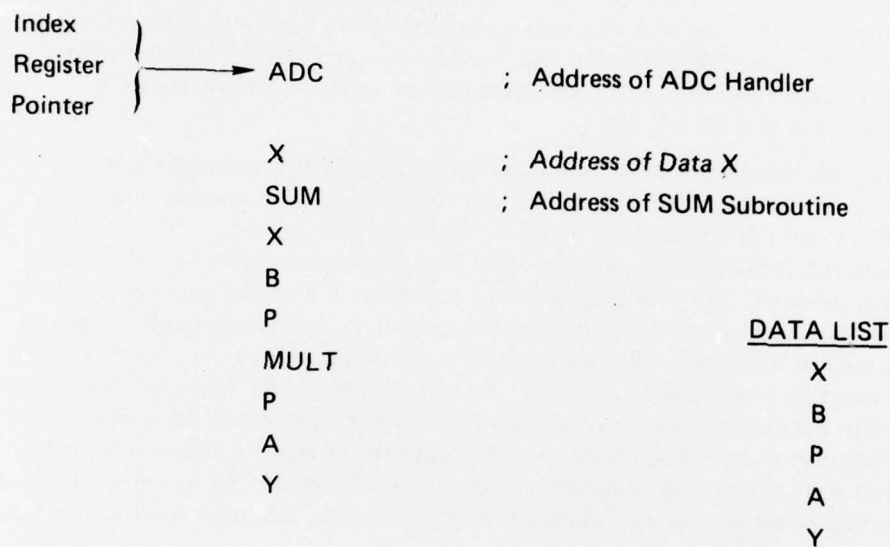 Index
Register
Pointer
ADC ; Address of ADC Handler
X ; Address of Data X
SUM ; Address of SUM Subroutine
X
B
P
MULT
P
A
Y
DATA LIST
X
B
P
A
Y